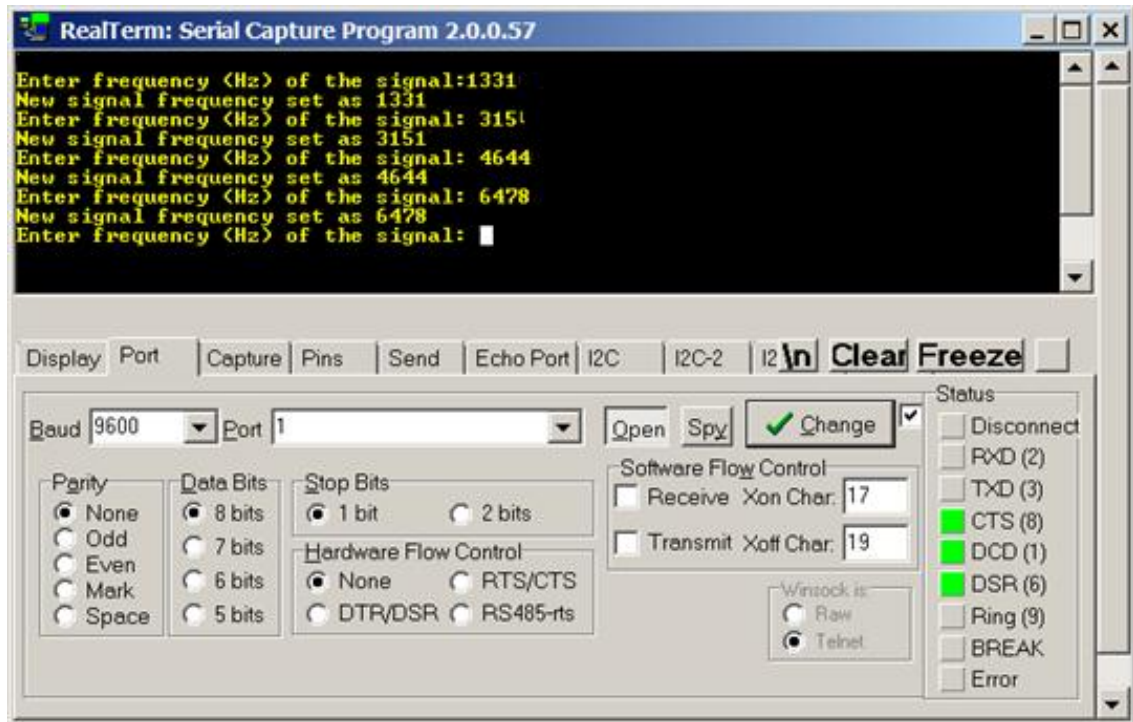 RealTerm: Serial Capture Program 2.0.0.57
Enter frequency (Hz) of the signal:1331
New signal frequency set as 1331
Enter frequency (Hz) of the signal: 3151
New signal frequency set as 3151
Enter frequency (Hz) of the signal: 4644
New signal frequency set as 4644
Enter frequency (Hz) of the signal: 6478
New signal frequency set as 6478
Enter frequency (Hz) of the signal:
Display Port Capture Pins Send Echo Port I2C I2C-2 I2 \n Clear Freeze
Baud 9600 Port 1 Open Spy Change
Parity
None
Odd
Even
Mark
Space
Data Bits
8 bits
7 bits
6 bits
5 bits
Stop Bits
1 bit 2 bits
Hardware Flow Control
None RTS/CTS
DTR/DSR RS485-rts
Software Flow Control
Receive Xon Char: 17
Transmit Xoff Char: 19
Winsock is:
Raw
Telnet
Status
Disconnect
RXD (2)
TXD (3)
CTS (8)
DCD (1)
DSR (6)
Ring (9)
BREAK
Error